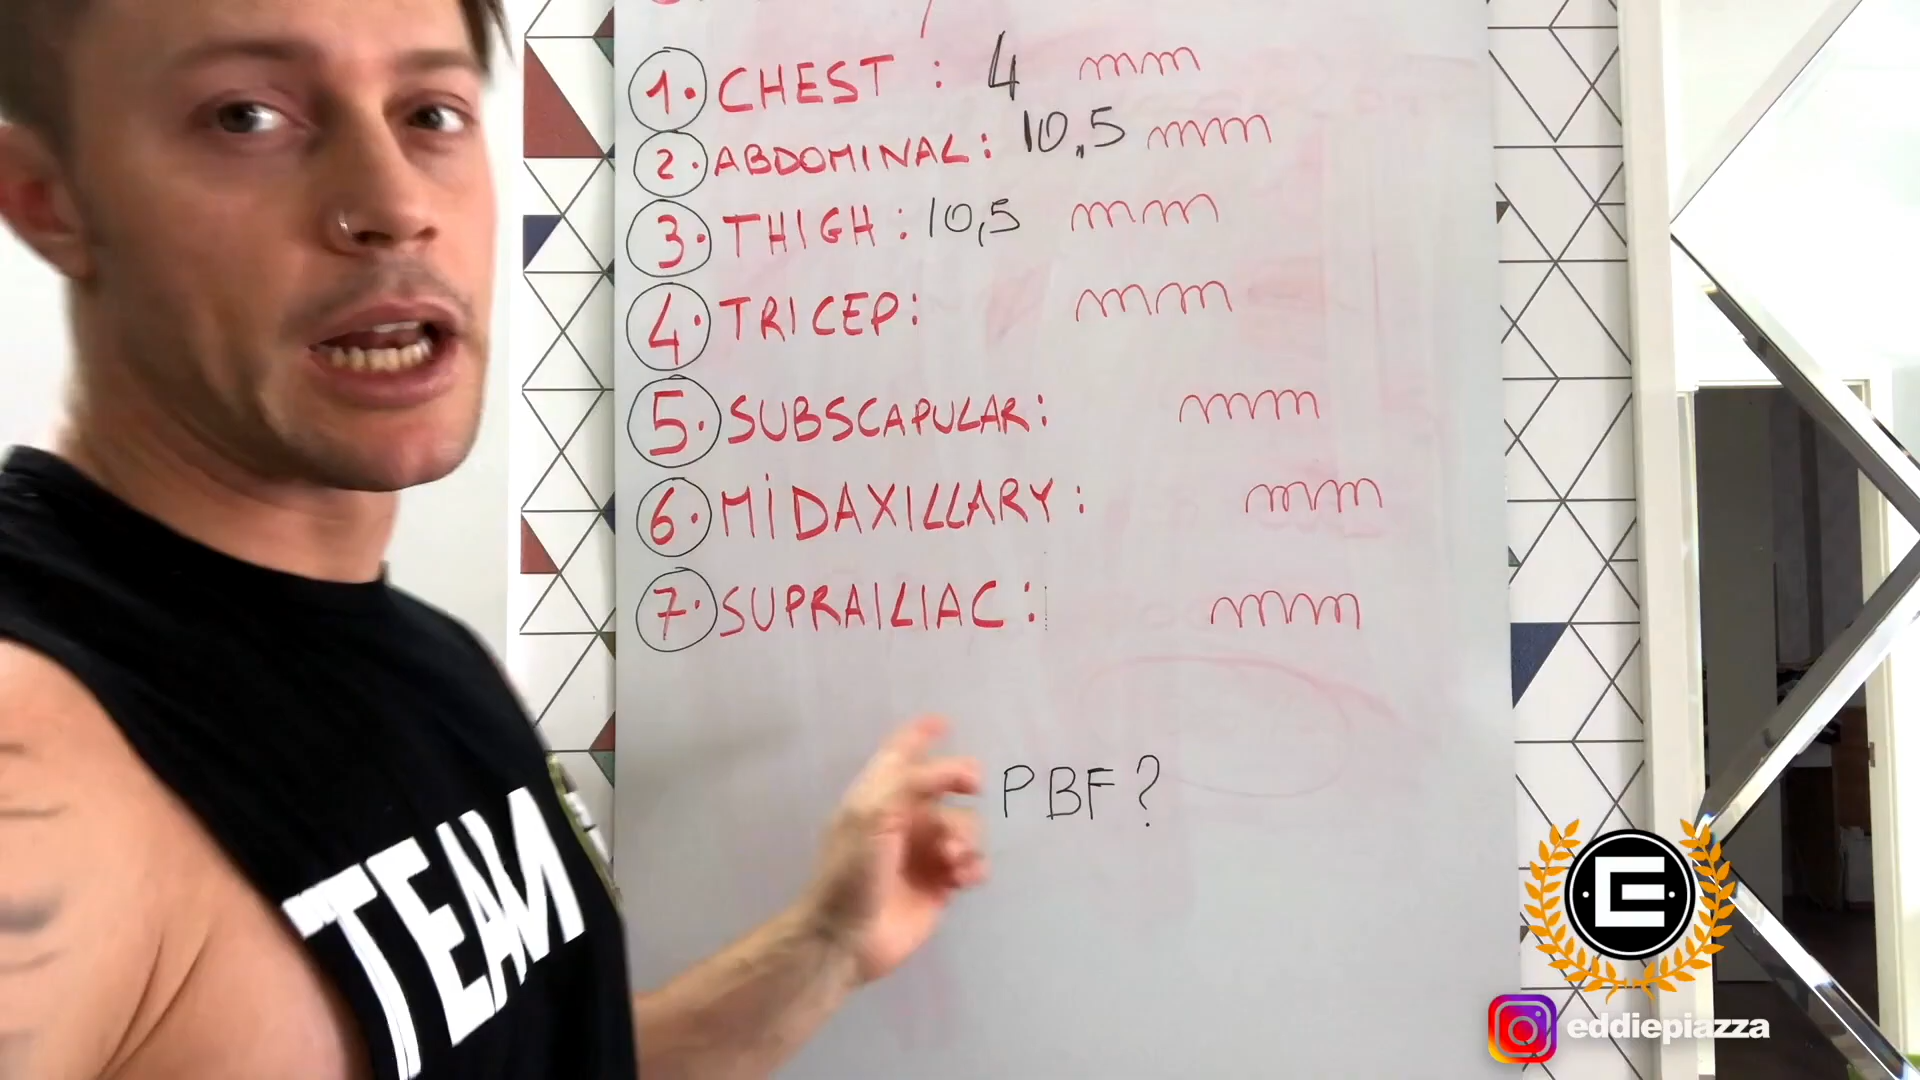 1. CHEST : 4 mm
2. ABDOMINAL: 10,5 mm
3. THIGH: 10,5 mm
4. TRICEP: mm
5. SUBSCAPULAR: mm
6. MIDAXILLARY: mm
7. SUPRAILIAC: mm
PBF?
TEAM
E
eddiepiazza